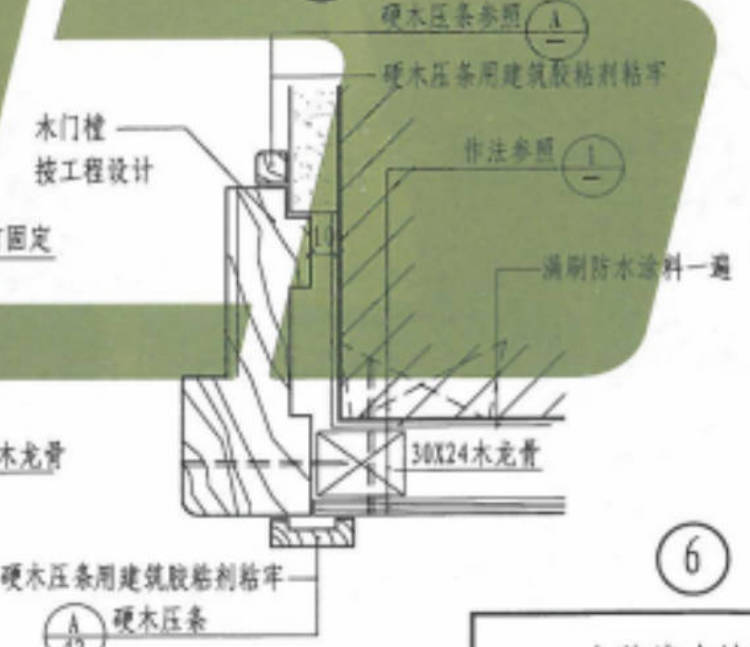 硬木压条参照 A
硬木压条用建筑胶粘剂粘牢
木门樘
按工程设计
作法参照 1
固定
10
满刷防水涂料一遍
木龙骨
30X24木龙骨
6
硬木压条用建筑胶粘剂粘牢
A 硬木压条